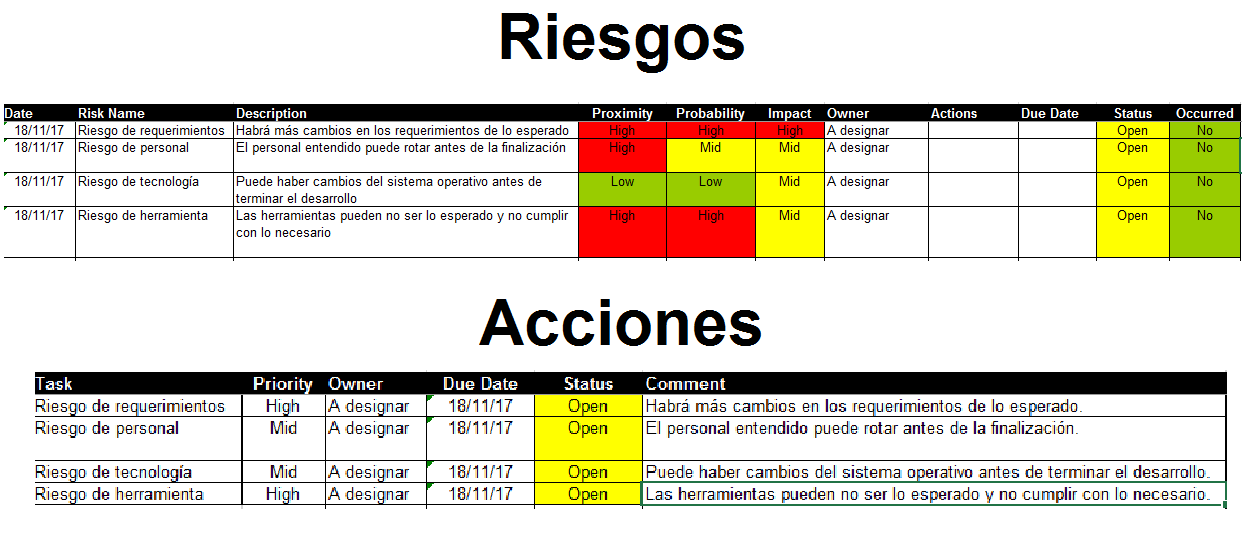 Riesgos
Date Risk Name Description Proximity Probability Impact Owner Actions Due Date Status Occurred
18/11/17 Riesgo de requerimientos Habrá más cambios en los requerimientos de lo esperado High High High A designar Open No
18/11/17 Riesgo de personal El personal entendido puede rotar antes de la finalización High Mid Mid A designar Open No
18/11/17 Riesgo de tecnología Puede haber cambios del sistema operativo antes de Low Low Mid A designar Open No
terminar el desarrollo
18/11/17 Riesgo de herramienta Las herramientas pueden no ser lo esperado y no cumplir High High Mid A designar Open No
con lo necesario
Acciones
Task Priority Owner Due Date Status Comment
Riesgo de requerimientos High A designar 18/11/17 Open Habrá más cambios en los requerimientos de lo esperado.
Riesgo de personal Mid A designar 18/11/17 Open El personal entendido puede rotar antes de la finalización.
Riesgo de tecnología Mid A designar 18/11/17 Open Puede haber cambios del sistema operativo antes de terminar el desarrollo.
Riesgo de herramienta High A designar 18/11/17 Open Las herramientas pueden no ser lo esperado y no cumplir con lo necesario.